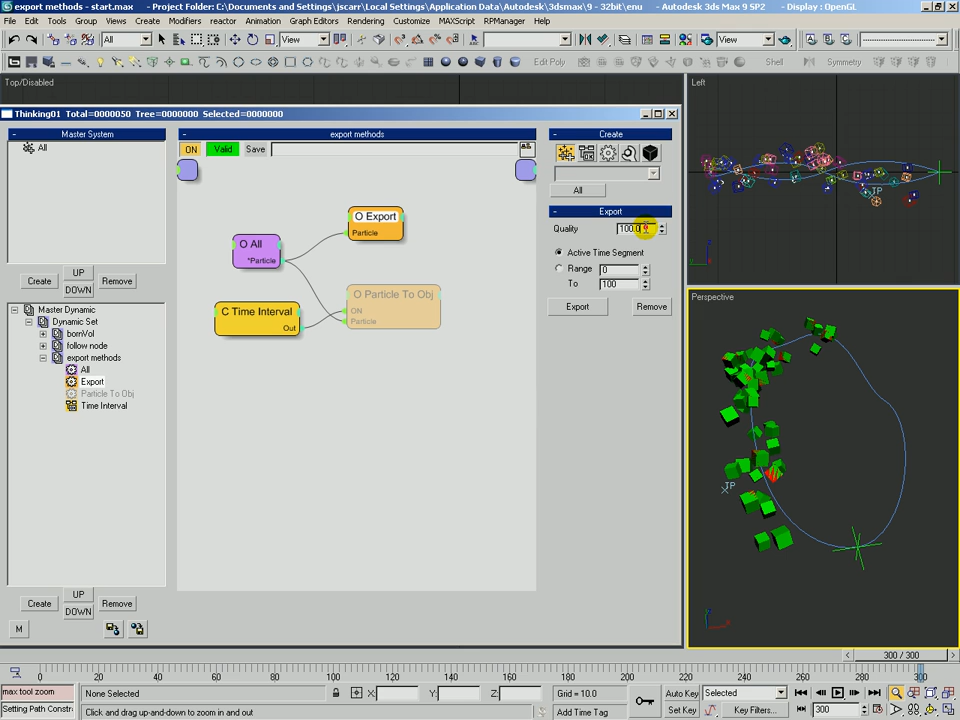 export methods - start.max - Project Folder: C:\Documents and Settings\jscarr\Local Settings\Application Data\Autodesk\3dsmax\9 - 32bit\enu - Autodesk 3ds Max 9 SP2 - Display : OpenGL
File Edit Tools Group Views Create Modifiers reactor Animation Graph Editors Rendering Customize MAXScript RPManager Help
All View View
Edit Poly Shell Symmetry
Top/Disabled
Left
Thinking01 Total=0000050 Tree=0000000 Selected=0000000
Master System
All
export methods
ON Valid Save
Create
All
Export
Quality 100.0
Active Time Segment
Range 0
To 100
Export Remove
O Export
Particle
O All
*Particle
C Time Interval
Out
O Particle To Obj
ON
Particle
Create UP DOWN Remove
Master Dynamic
Dynamic Set
bornVol
follow node
export methods
All
Export
Particle To Obj
Time Interval
Create UP DOWN Remove
M
TP
Perspective
TP
300 / 300
0 20 40 60 80 100 120 140 160 180 200 220 240 260 280 300
max tool zoom
Setting Path Constr
None Selected
X: Y: Z:
Grid = 10.0
Click and drag up-and-down to zoom in and out
Add Time Tag
Auto Key Selected
Set Key Key Filters...
300